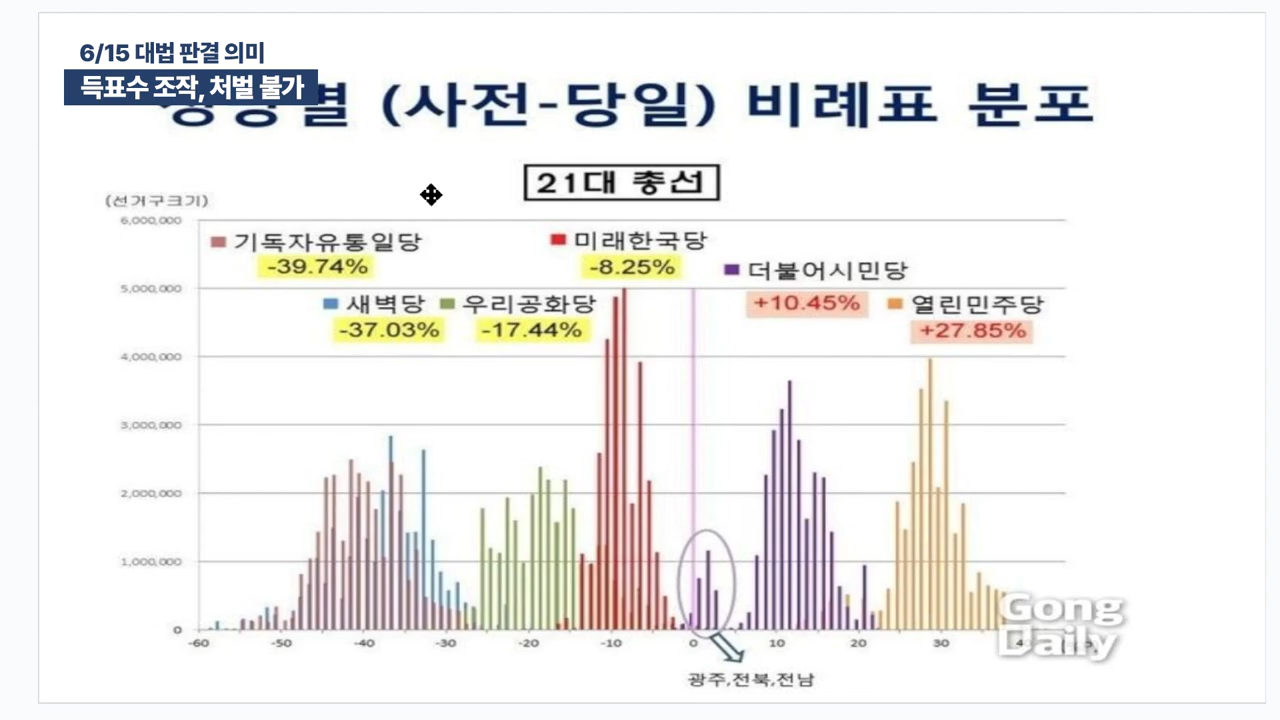 6/15 대법 판결 의미
득표수 조작, 처벌 불가
(사전-당일) 비례표 분포
21대 총선
(선거구크기)
6,000,000
기독자유통일당
-39.74%
미래한국당
-8.25%
더불어시민당
+10.45%
5,000,000
새벽당
-37.03%
우리공화당
-17.44%
열린민주당
+27.85%
4,000,000
3,000,000
2,000,000
1,000,000
0
-60 -50 -40 -30 -20 -10 0 10 20 30
광주,전북,전남
Gong
Daily